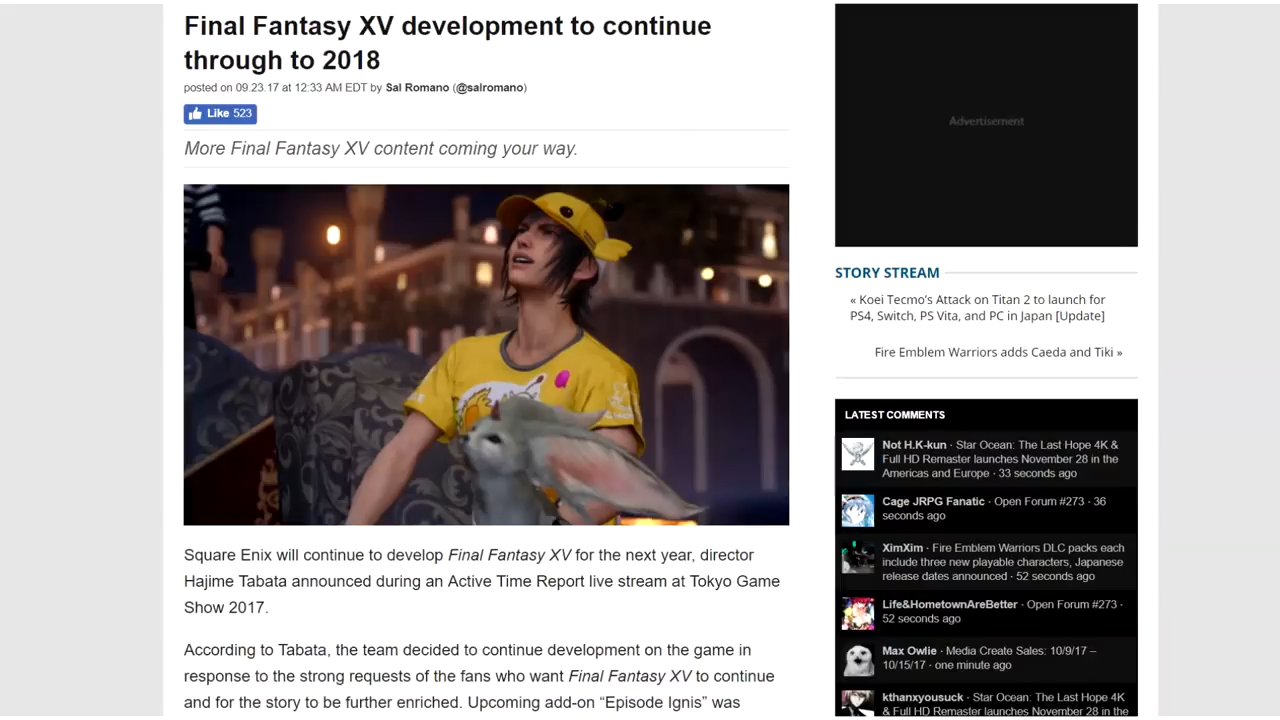 Final Fantasy XV development to continue
through to 2018
posted on 09.23.17 at 12:33 AM EDT by Sal Romano (@salromano)
Like 523
More Final Fantasy XV content coming your way.
Square Enix will continue to develop Final Fantasy XV for the next year, director
Hajime Tabata announced during an Active Time Report live stream at Tokyo Game
Show 2017.
According to Tabata, the team decided to continue development on the game in
response to the strong requests of the fans who want Final Fantasy XV to continue
and for the story to be further enriched. Upcoming add-on “Episode Ignis” was
Advertisement
STORY STREAM
« Koei Tecmo’s Attack on Titan 2 to launch for
PS4, Switch, PS Vita, and PC in Japan [Update]
Fire Emblem Warriors adds Caeda and Tiki »
LATEST COMMENTS
Not H.K-kun · Star Ocean: The Last Hope 4K &
Full HD Remaster launches November 28 in the
Americas and Europe · 33 seconds ago
Cage JRPG Fanatic · Open Forum #273 · 36
seconds ago
XimXim · Fire Emblem Warriors DLC packs each
include three new playable characters, Japanese
release dates announced · 52 seconds ago
Life&HometownAreBetter · Open Forum #273 ·
52 seconds ago
Max Owlie · Media Create Sales: 10/9/17 –
10/15/17 · one minute ago
kthanxyousuck · Star Ocean: The Last Hope 4K
& Full HD Remaster launches November 28 in the